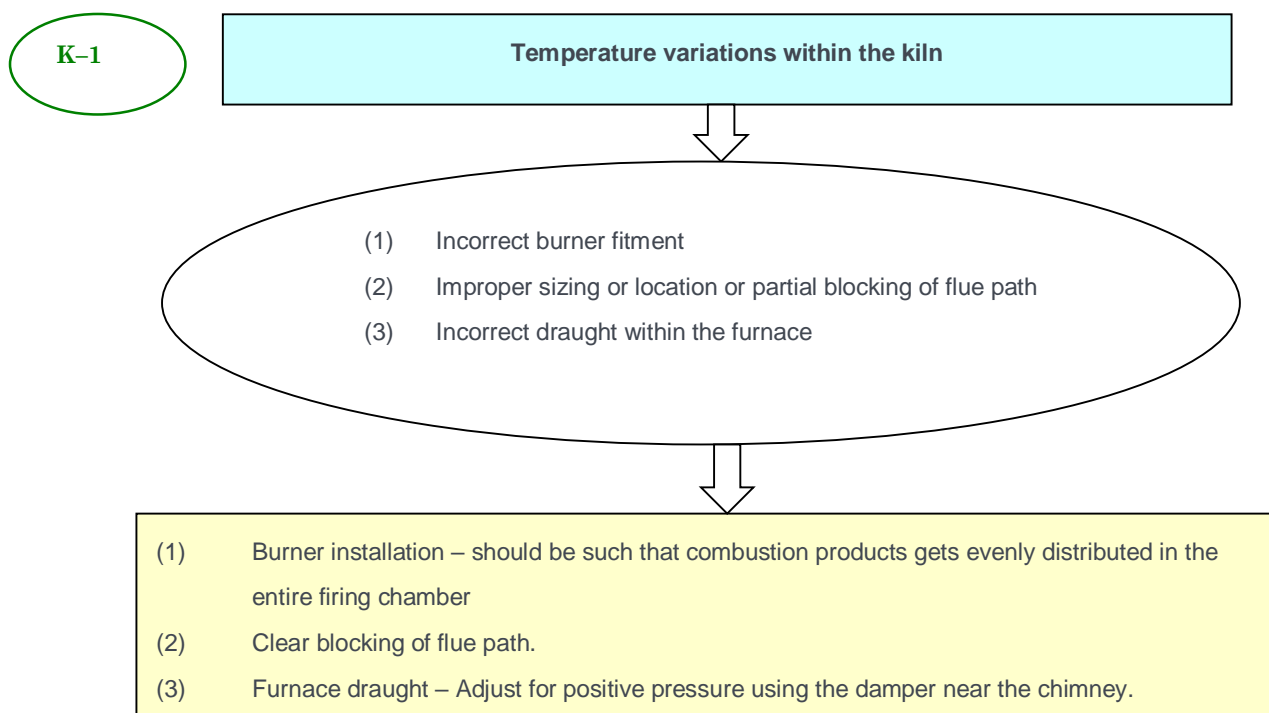 K–1
Temperature variations within the kiln
(1) Incorrect burner fitment
(2) Improper sizing or location or partial blocking of flue path
(3) Incorrect draught within the furnace
(1) Burner installation – should be such that combustion products gets evenly distributed in the
entire firing chamber
(2) Clear blocking of flue path.
(3) Furnace draught – Adjust for positive pressure using the damper near the chimney.